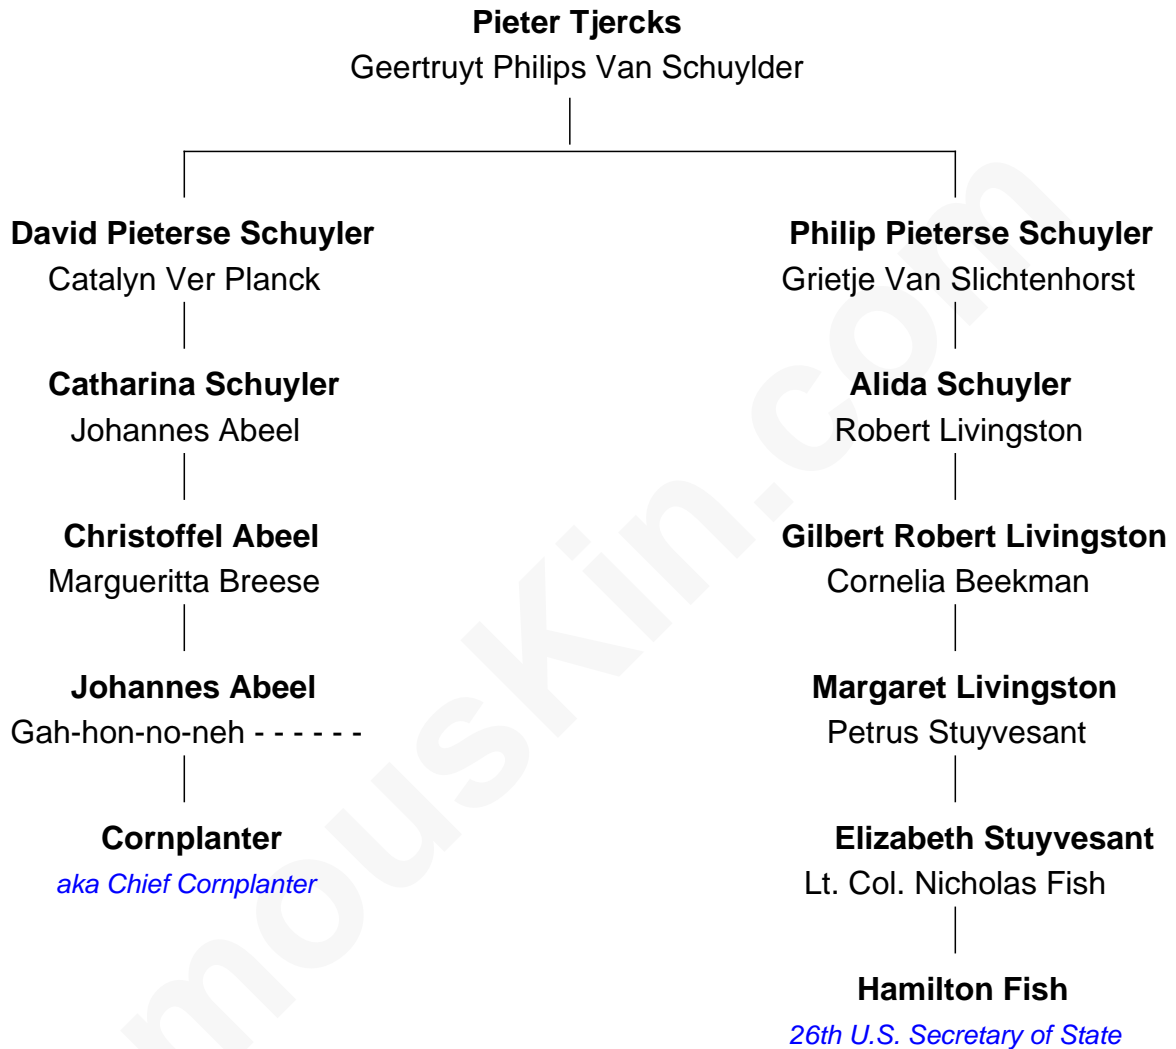 Pieter Tjercks
Geertruyt Philips Van Schuylder
David Pieterse Schuyler
Catalyn Ver Planck
Catharina Schuyler
Johannes Abeel
Christoffel Abeel
Margueritta Breese
Johannes Abeel
Gah-hon-no-neh - - - - - -
Cornplanter
aka Chief Cornplanter
Philip Pieterse Schuyler
Grietje Van Slichtenhorst
Alida Schuyler
Robert Livingston
Gilbert Robert Livingston
Cornelia Beekman
Margaret Livingston
Petrus Stuyvesant
Elizabeth Stuyvesant
Lt. Col. Nicholas Fish
Hamilton Fish
26th U.S. Secretary of State
mousKin.com